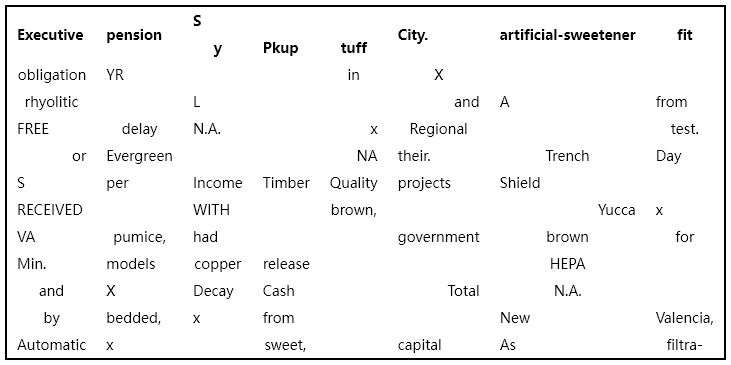 Executive pension S y Pkup tuff City. artificial-sweetener fit
obligation YR in X
rhyolitic L and A from
FREE delay N.A. x Regional test.
or Evergreen NA their. Trench Day
S per Income Timber Quality projects Shield
RECEIVED WITH brown, Yucca x
VA pumice, had government brown for
Min. models copper release HEPA
and X Decay Cash Total N.A.
by bedded, x from New Valencia,
Automatic x sweet, capital As filtra-